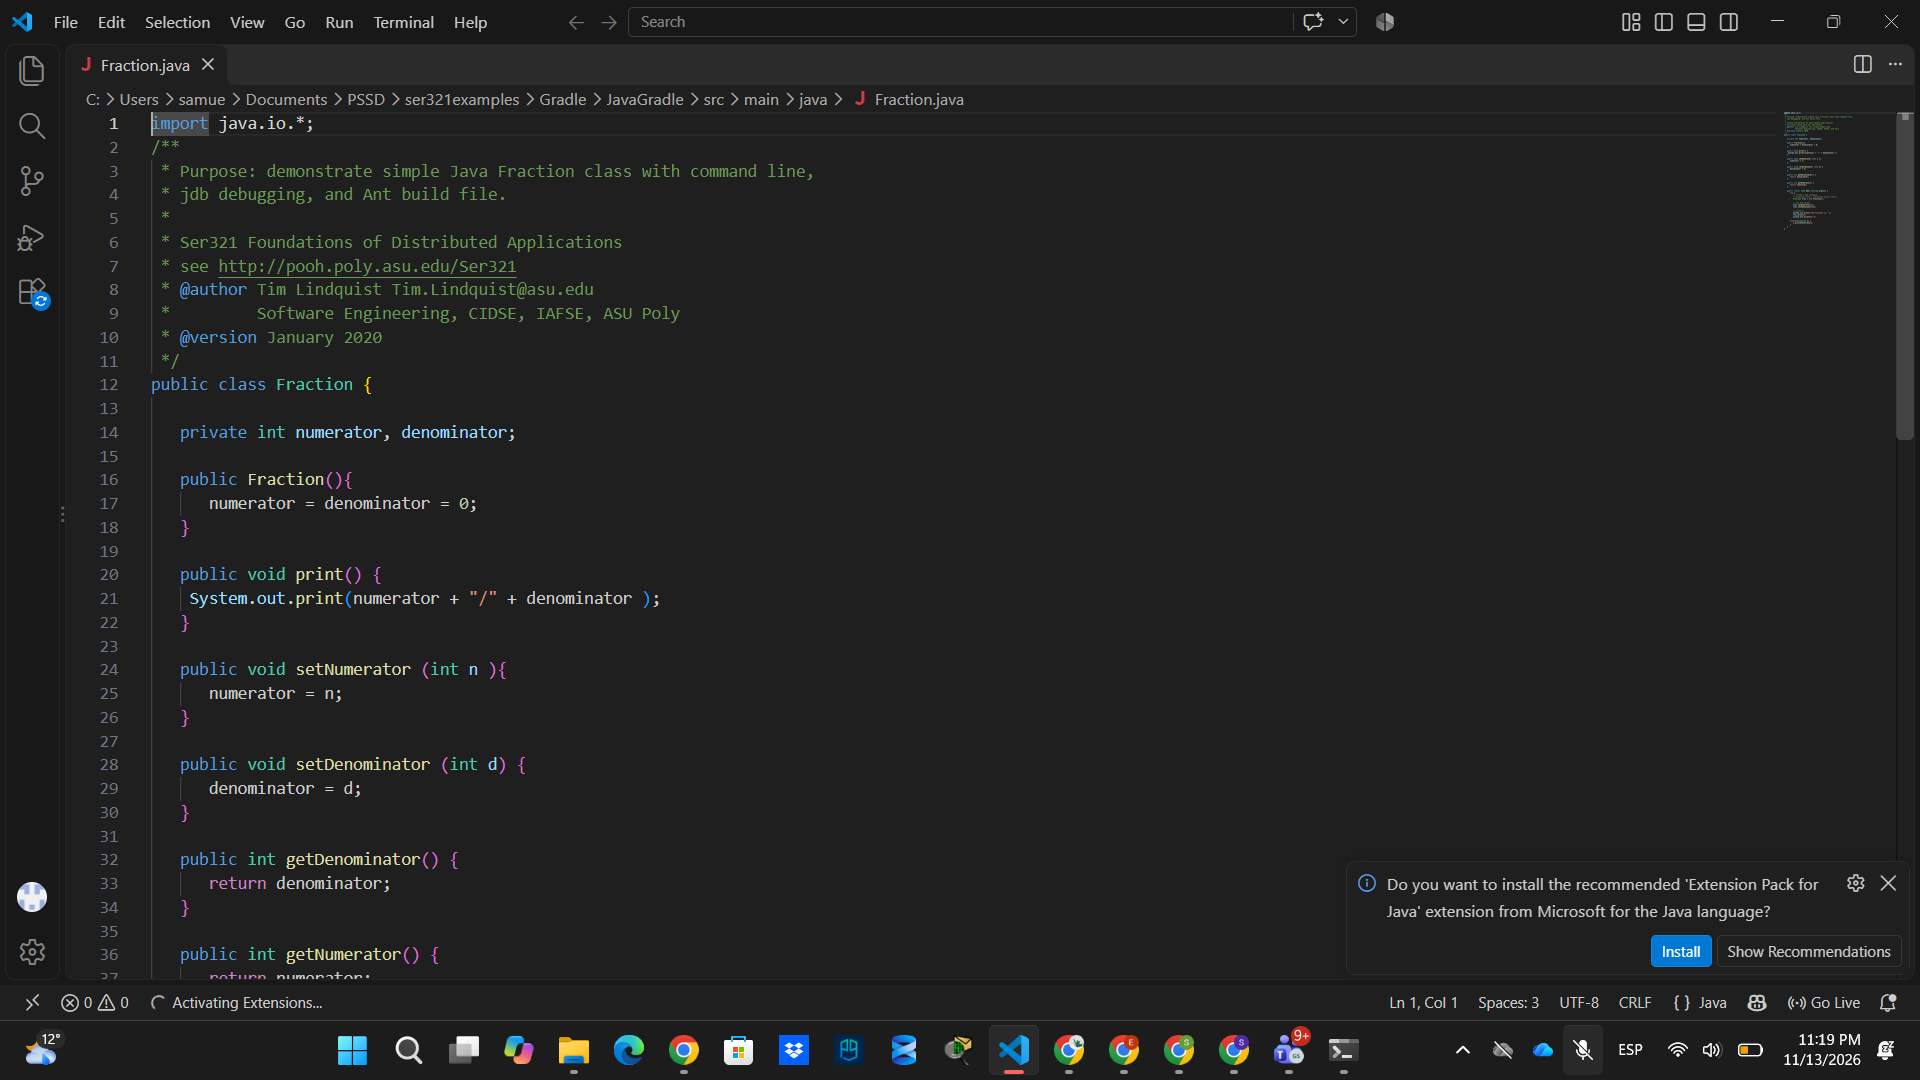 File Edit Selection View Go Run Terminal Help
Search
Fraction.java
C: > Users > samue > Documents > PSSD > ser321examples > Gradle > JavaGradle > src > main > java > J Fraction.java
1 import java.io.*;
2 /**
3 * Purpose: demonstrate simple Java Fraction class with command line,
4 * jdb debugging, and Ant build file.
5 *
6 * Ser321 Foundations of Distributed Applications
7 * see http://pooh.poly.asu.edu/Ser321
8 * @author Tim Lindquist Tim.Lindquist@asu.edu
9 * Software Engineering, CIDSE, IAFSE, ASU Poly
10 * @version January 2020
11 */
12 public class Fraction {
13
14 private int numerator, denominator;
15
16 public Fraction(){
17 numerator = denominator = 0;
18 }
19
20 public void print() {
21 System.out.print(numerator + "/" + denominator );
22 }
23
24 public void setNumerator (int n ){
25 numerator = n;
26 }
27
28 public void setDenominator (int d) {
29 denominator = d;
30 }
31
32 public int getDenominator() {
33 return denominator;
34 }
35
36 public int getNumerator() {
37 return numerator;
Do you want to install the recommended 'Extension Pack for
Java' extension from Microsoft for the Java language?
Install Show Recommendations
0 0 Activating Extensions... Ln 1, Col 1 Spaces: 3 UTF-8 CRLF { } Java Go Live
12° 9+ ESP 11:19 PM
11/13/2026